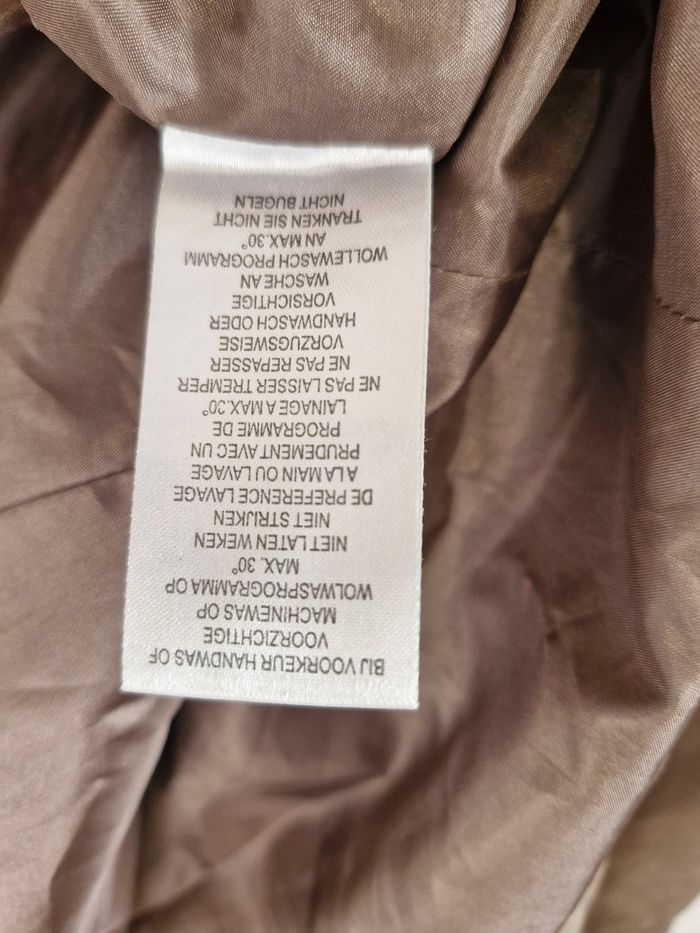 BIJ VOORKEUR HANDWAS OF
VOORZICHTIGE
MACHINEWAS OP
WOLWASPROGRAMMA OP
MAX. 30°
NIET LATEN WEKEN
NIET STRIJKEN
DE PREFERENCE LAVAGE
A LA MAIN OU LAVAGE
PRUDEMENT AVEC UN
PROGRAMME DE
LAINAGE A MAX.30°
NE PAS LAISSER TREMPER
NE PAS REPASSER
VORZUGSWEISE
HANDWASCH ODER
VORSICHTIGE
WASCHE AN
WOLLEWASCH PROGRAMM
AN MAX.30°
TRANKEN SIE NICHT
NICHT BUGELN